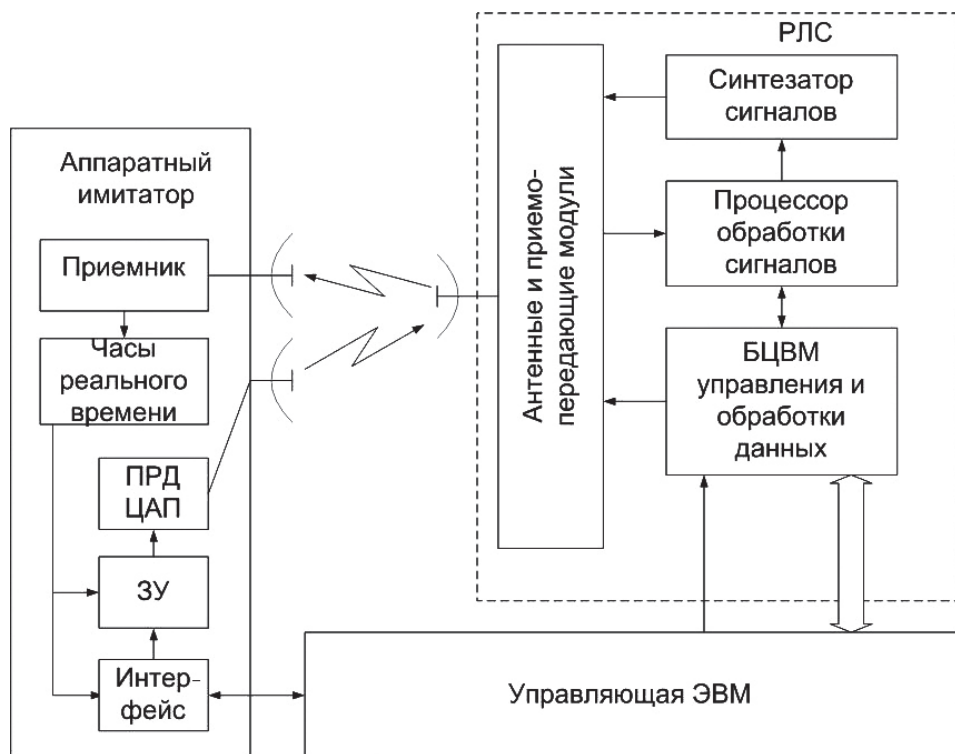 Аппаратный
имитатор
Приемник
Часы
реального
времени
ПРД
ЦАП
ЗУ
Интер-
фейс
РЛС
Антенные и приемо-
передающие модули
Синтезатор
сигналов
Процессор
обработки
сигналов
БЦВМ
управления и
обработки
данных
Управляющая ЭВМ